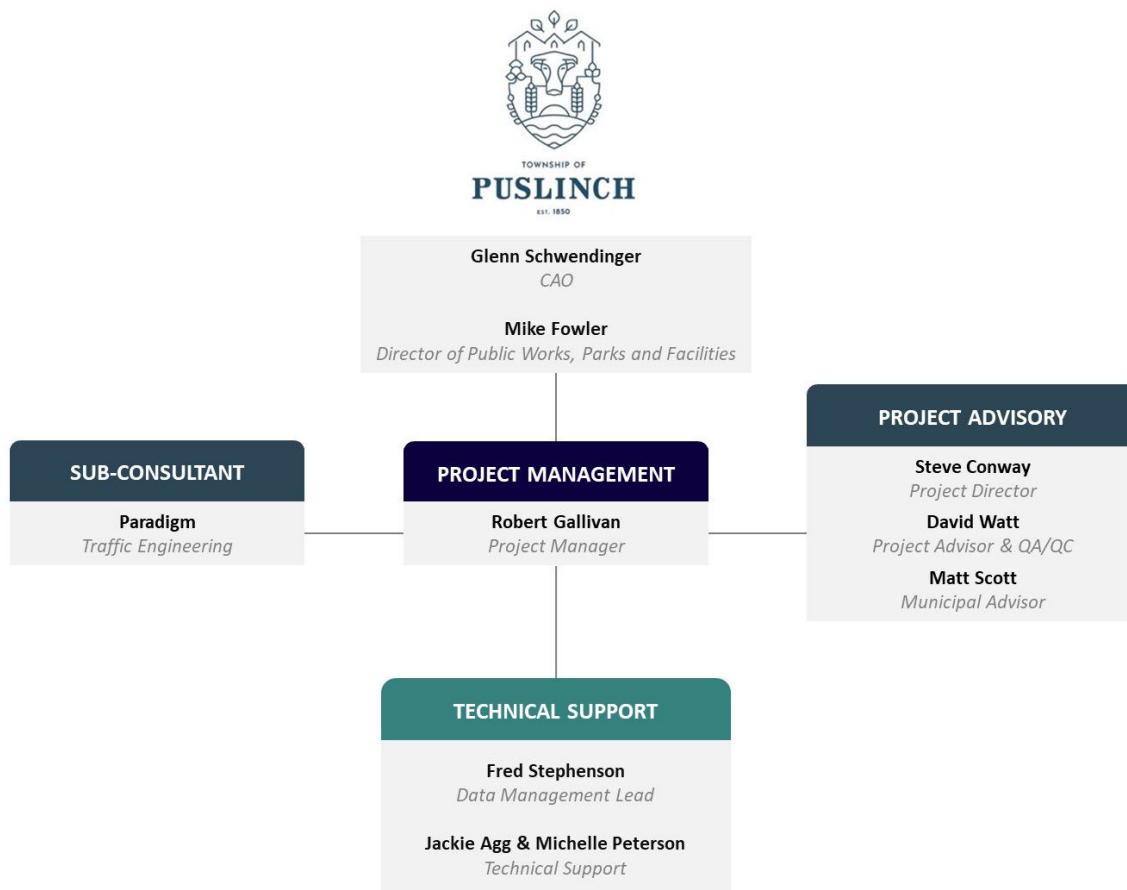 TOWNSHIP OF
PUSLINCH
EST. 1850
Glenn Schwendinger
CAO
Mike Fowler
Director of Public Works, Parks and Facilities
SUB-CONSULTANT
Paradigm
Traffic Engineering
PROJECT MANAGEMENT
Robert Gallivan
Project Manager
PROJECT ADVISORY
Steve Conway
Project Director
David Watt
Project Advisor & QA/QC
Matt Scott
Municipal Advisor
TECHNICAL SUPPORT
Fred Stephenson
Data Management Lead
Jackie Agg & Michelle Peterson
Technical Support